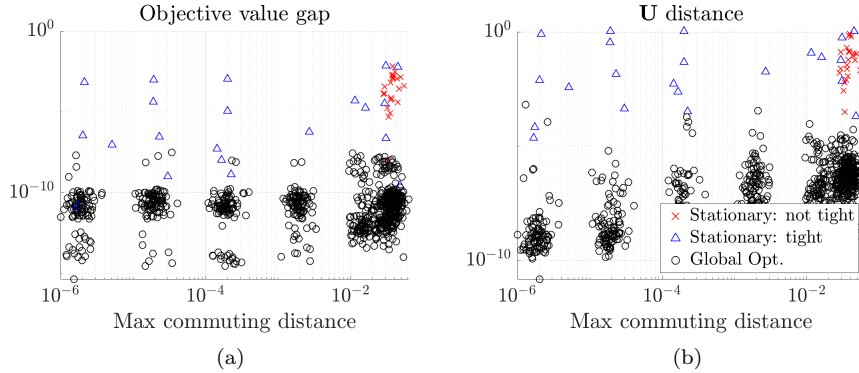 Objective value gap
10^0
10^-10
10^-6
10^-4
10^-2
Max commuting distance
(a)
U distance
10^0
10^-10
10^-6
10^-4
10^-2
Stationary: not tight
Stationary: tight
Global Opt.
Max commuting distance
(b)